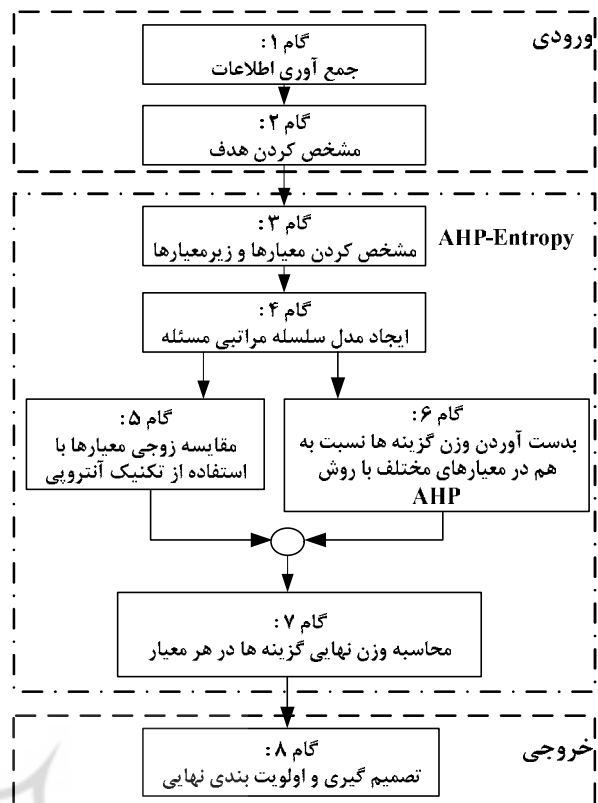 ورودی
گام ۱:
جمع آوری اطلاعات
گام ۲:
مشخص کردن هدف
AHP-Entropy
گام ۳:
مشخص کردن معیارها و زیرمعیارها
گام ۴:
ایجاد مدل سلسله مراتبی مسئله
گام ۵:
مقایسه زوجی معیارها با
استفاده از تکنیک آنتروپی
گام ۶:
بدست آوردن وزن گزینه ها نسبت به
هم در معیارهای مختلف با روش
AHP
گام ۷:
محاسبه وزن نهایی گزینه ها در هر معیار
خروجی
گام ۸:
تصمیم گیری و اولویت بندی نهایی